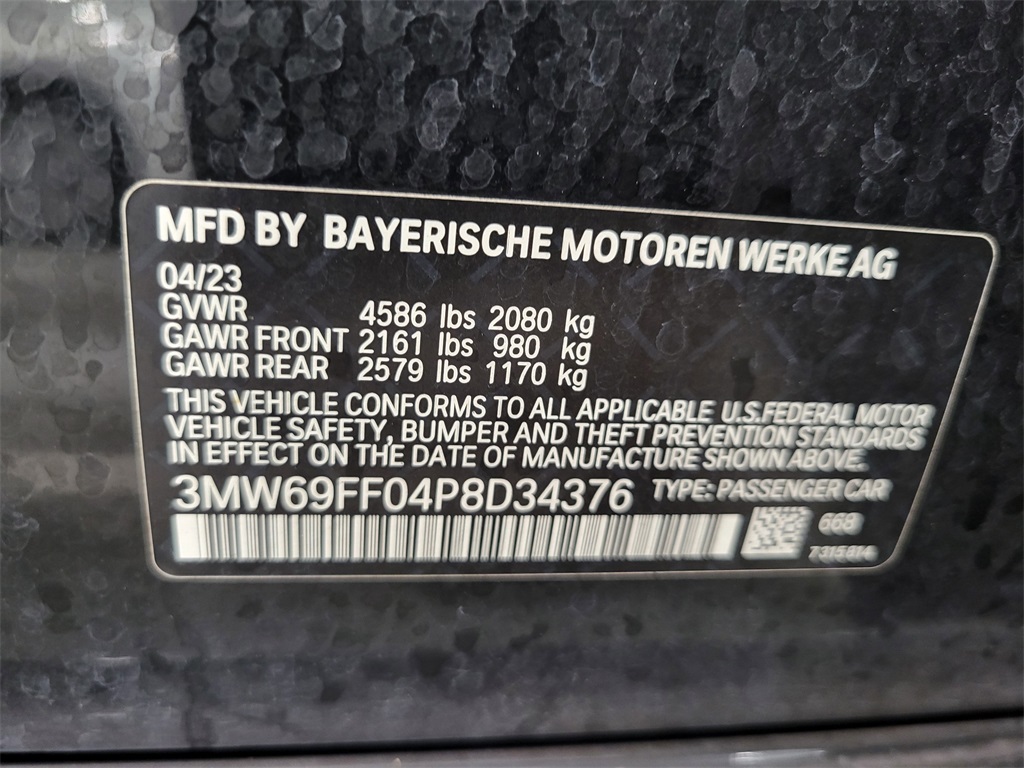 MFD BY BAYERISCHE MOTOREN WERKE AG
04/23
GVWR 4586 lbs 2080 kg
GAWR FRONT 2161 lbs 980 kg
GAWR REAR 2579 lbs 1170 kg
THIS VEHICLE CONFORMS TO ALL APPLICABLE U.S.FEDERAL MOTOR
VEHICLE SAFETY, BUMPER AND THEFT PREVENTION STANDARDS
IN EFFECT ON THE DATE OF MANUFACTURE SHOWN ABOVE.
3MW69FF04P8D34376 TYPE: PASSENGER CAR
668